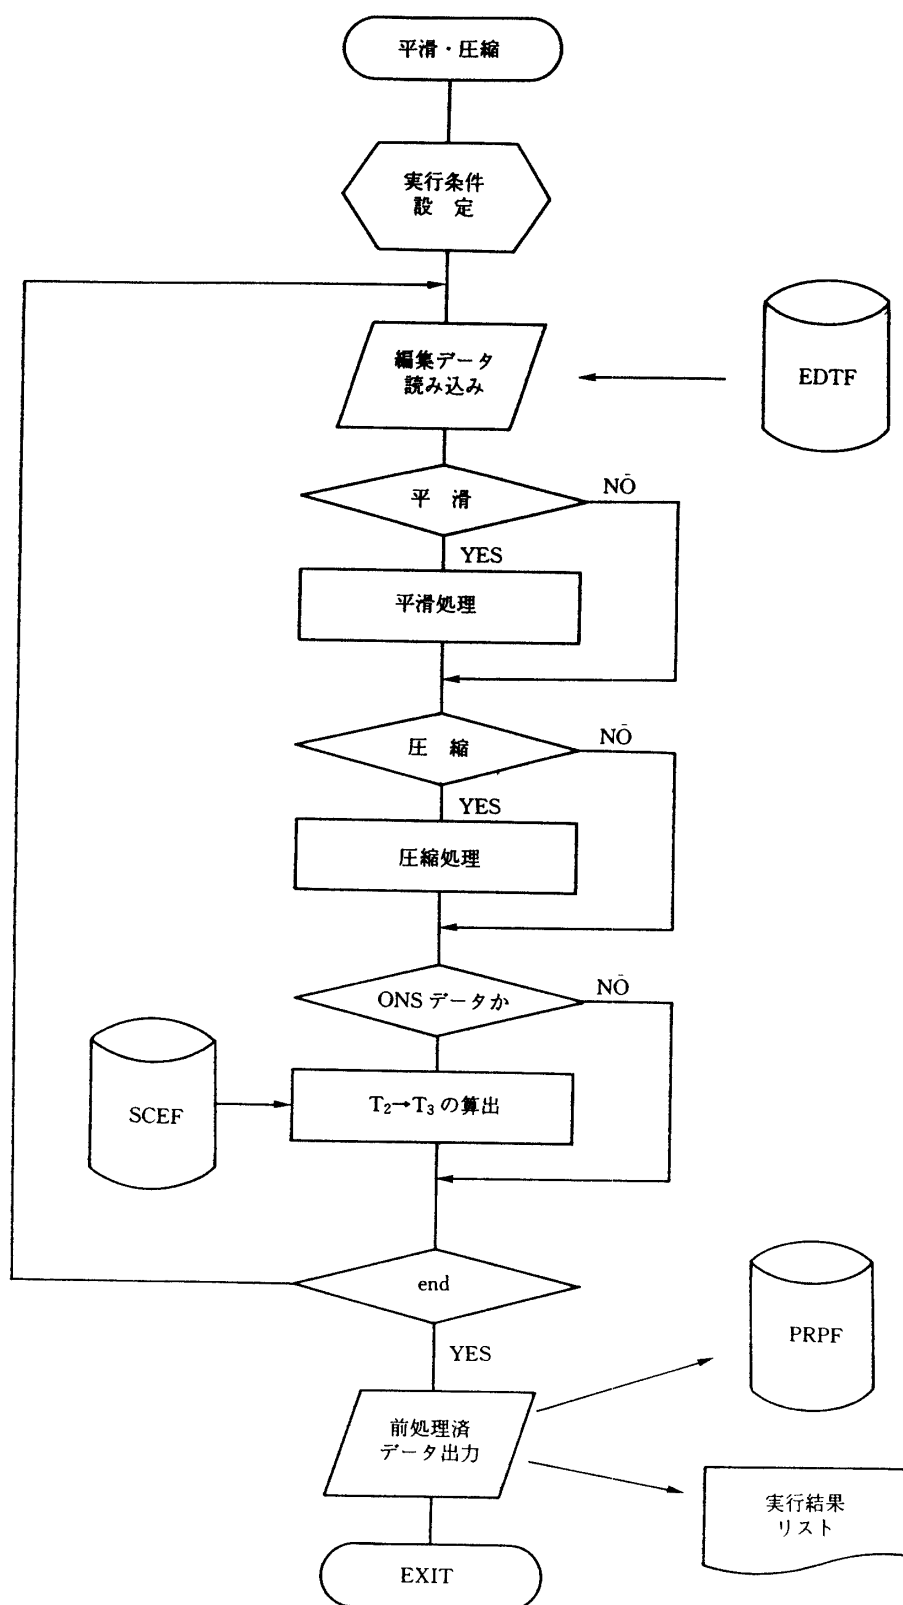 平滑・圧縮
実行条件
設 定
編集データ
読み込み
EDTF
平 滑
NO
YES
平滑処理
圧 縮
NO
YES
圧縮処理
ONSデータか
NO
SCEF
T₂→T₃の算出
end
YES
PRPF
前処理済
データ出力
実行結果
リスト
EXIT